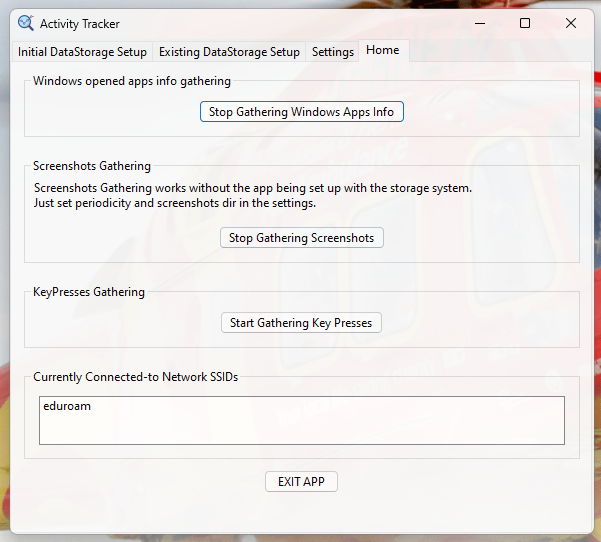 Activity Tracker
Initial DataStorage Setup Existing DataStorage Setup Settings Home
Windows opened apps info gathering
Stop Gathering Windows Apps Info
Screenshots Gathering
Screenshots Gathering works without the app being set up with the storage system.
Just set periodicity and screenshots dir in the settings.
Stop Gathering Screenshots
KeyPresses Gathering
Start Gathering Key Presses
Currently Connected-to Network SSIDs
eduroam
EXIT APP